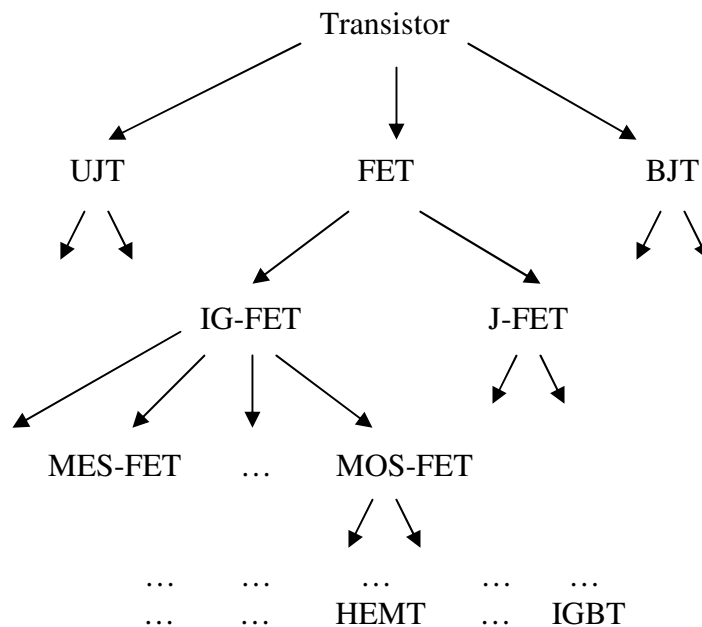 Transistor
UJT FET BJT
IG-FET J-FET
MES-FET … MOS-FET
… … … … …
… … HEMT … IGBT